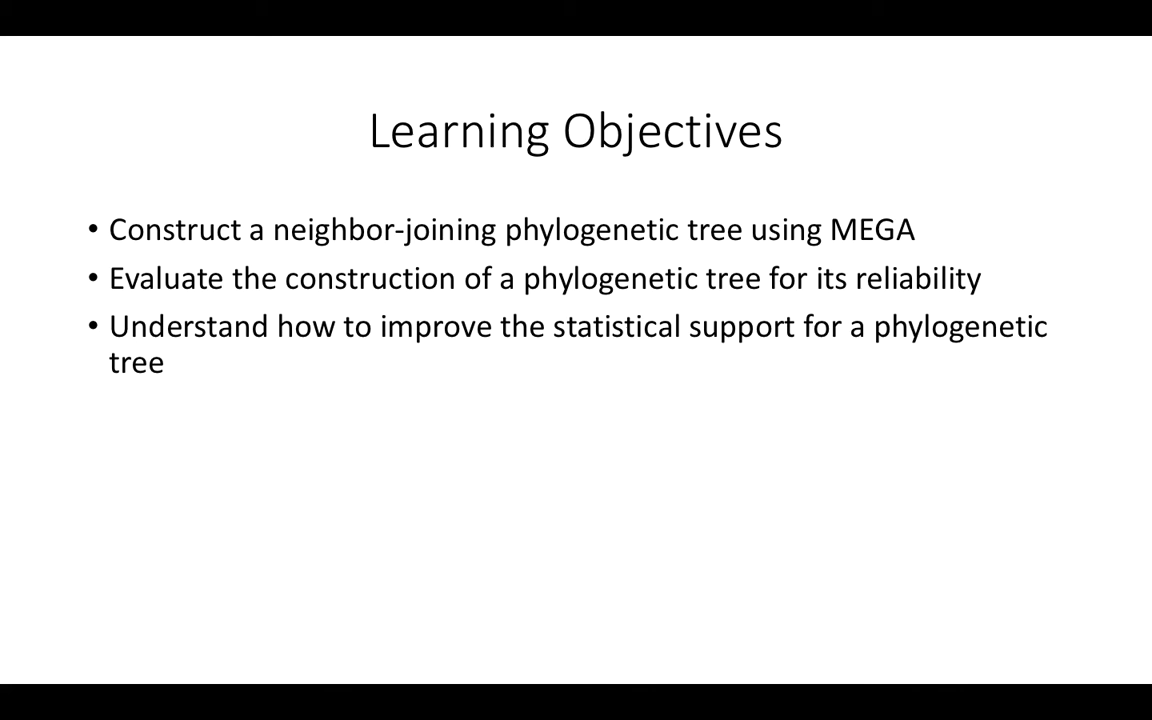 Learning Objectives
• Construct a neighbor-joining phylogenetic tree using MEGA
• Evaluate the construction of a phylogenetic tree for its reliability
• Understand how to improve the statistical support for a phylogenetic
tree